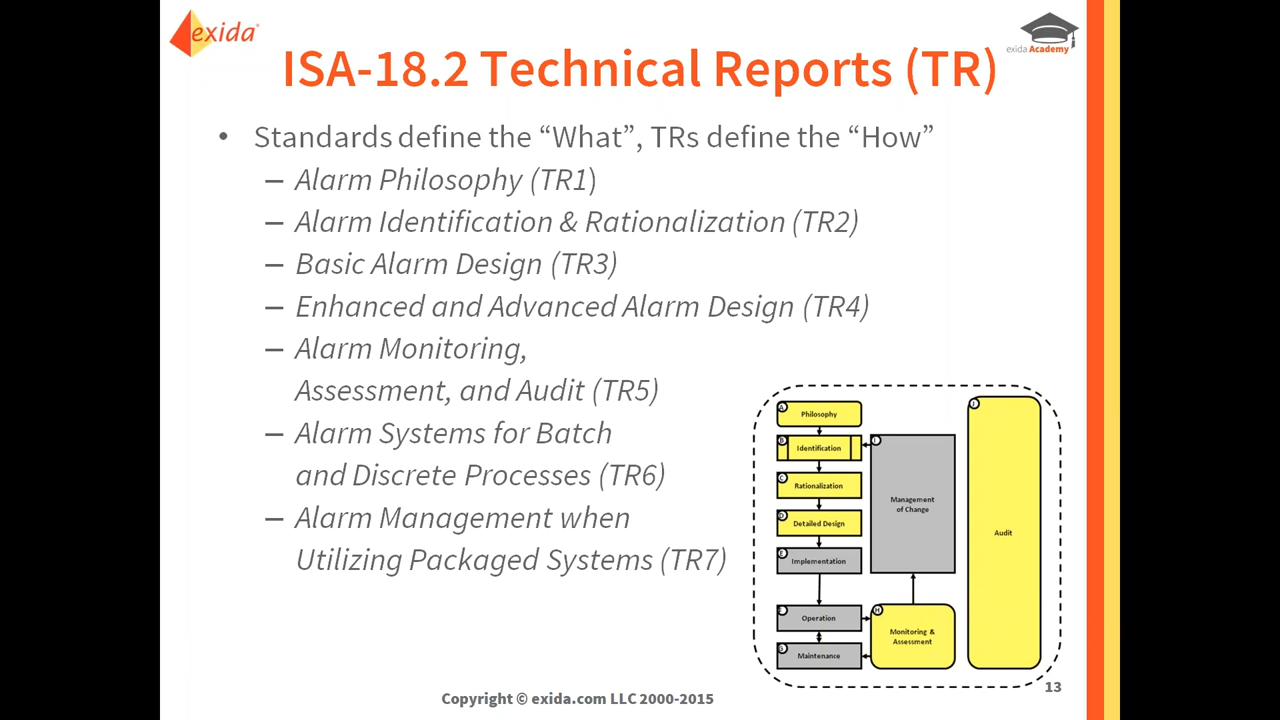 exida
exida Academy
ISA-18.2 Technical Reports (TR)
• Standards define the “What”, TRs define the “How”
– Alarm Philosophy (TR1)
– Alarm Identification & Rationalization (TR2)
– Basic Alarm Design (TR3)
– Enhanced and Advanced Alarm Design (TR4)
– Alarm Monitoring,
Assessment, and Audit (TR5)
– Alarm Systems for Batch
and Discrete Processes (TR6)
– Alarm Management when
Utilizing Packaged Systems (TR7)
A
Philosophy
B
Identification
C
Rationalization
D
Detailed Design
E
Implementation
Operation
G
Maintenance
I
Management
of Change
H
Monitoring &
Assessment
J
Audit
Copyright © exida.com LLC 2000-2015
13